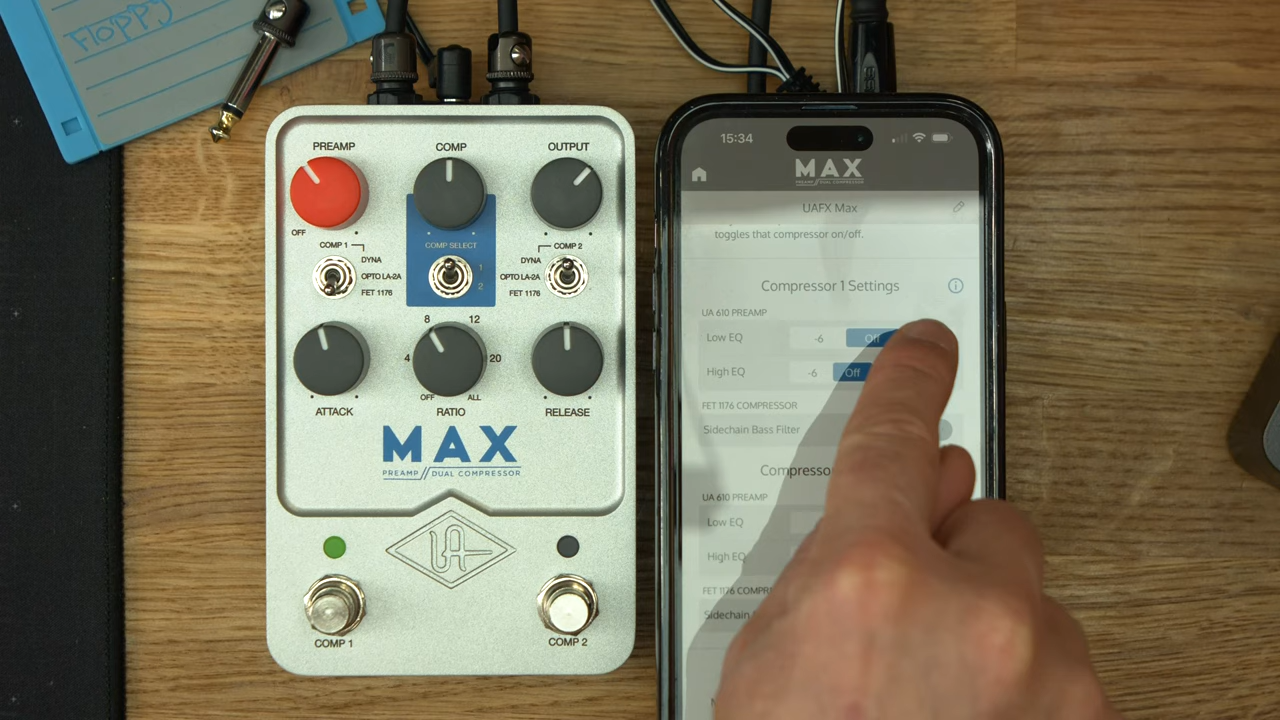 Floppy
PREAMP
COMP
OUTPUT
OFF
COMP 1
COMP SELECT
COMP 2
DYNA
OPTO LA-2A
FET 1176
1
2
DYNA
OPTO LA-2A
FET 1176
8
12
4
20
OFF
ALL
ATTACK
RATIO
RELEASE
MAX
PREAMP // DUAL COMPRESSOR
UA
COMP 1
COMP 2
15:34
MAX
PREAMP // DUAL COMPRESSOR
UAFX Max
toggles that compressor on/off.
Compressor 1 Settings
UA 610 PREAMP
Low EQ
-6
Off
High EQ
-6
Off
FET 1176 COMPRESSOR
Sidechain Bass Filter
Compressor
UA 610 PREAMP
Low EQ
High EQ
FET 1176
Sidechain